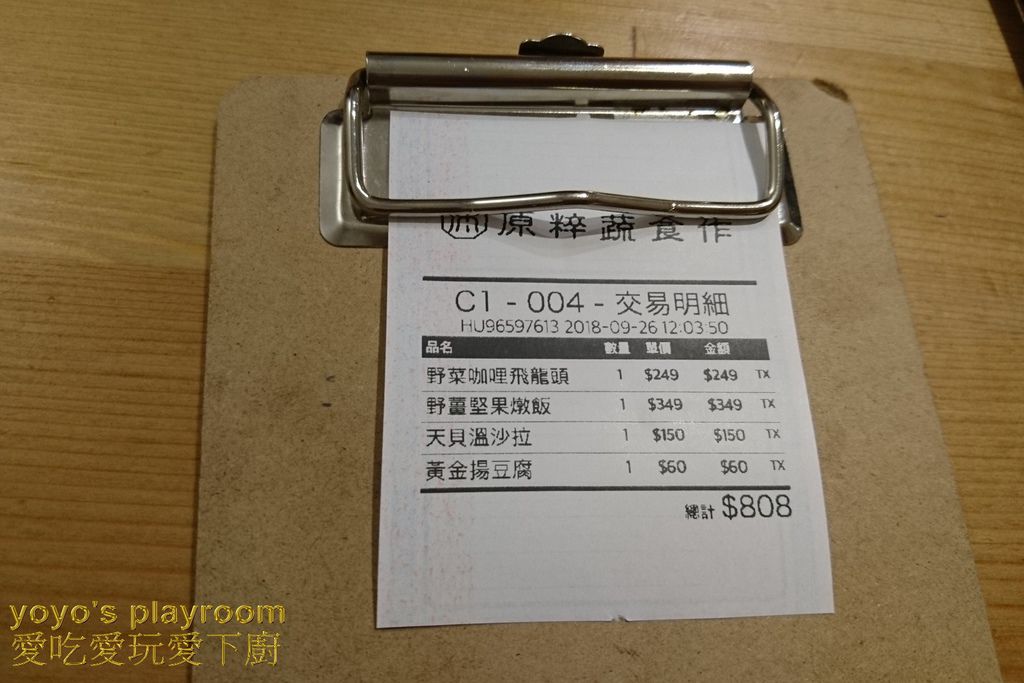 原粹蔬食作
C1 - 004 - 交易明細
HU96597613 2018-09-26 12:03:50
品名 數量 單價 金額
野菜咖哩飛龍頭 1 $249 $249 TX
野薑堅果燉飯 1 $349 $349 TX
天貝溫沙拉 1 $150 $150 TX
黃金揚豆腐 1 $60 $60 TX
總計 $808
yoyo's playroom
愛吃愛玩愛下廚